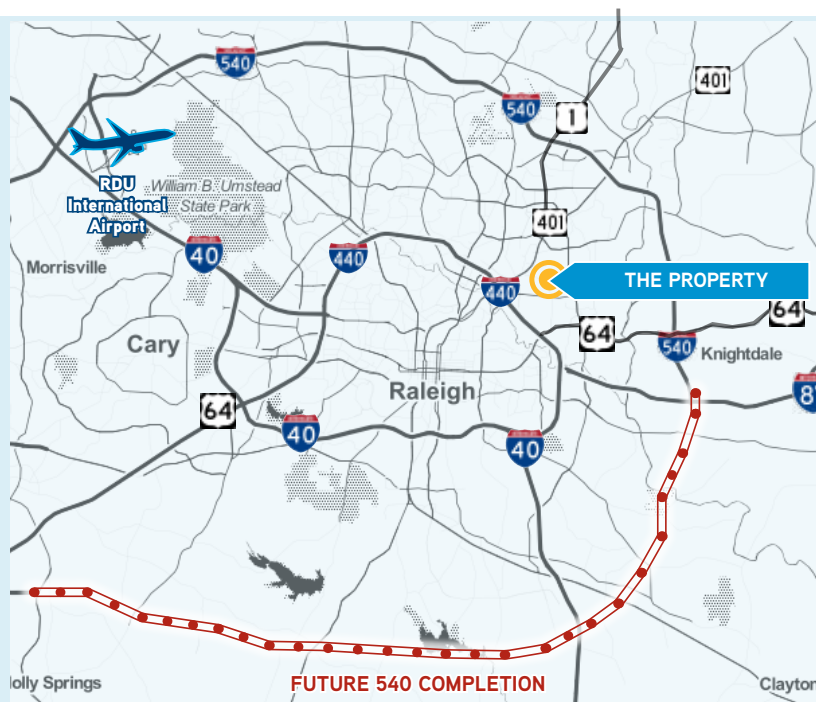 540
540
401
1
RDU
International
Airport
William B. Umstead
State Park
401
40
440
Morrisville
THE PROPERTY
440
64
64
Cary
540
Knightdale
Raleigh
64
40
40
FUTURE 540 COMPLETION
olly Springs
Clayton